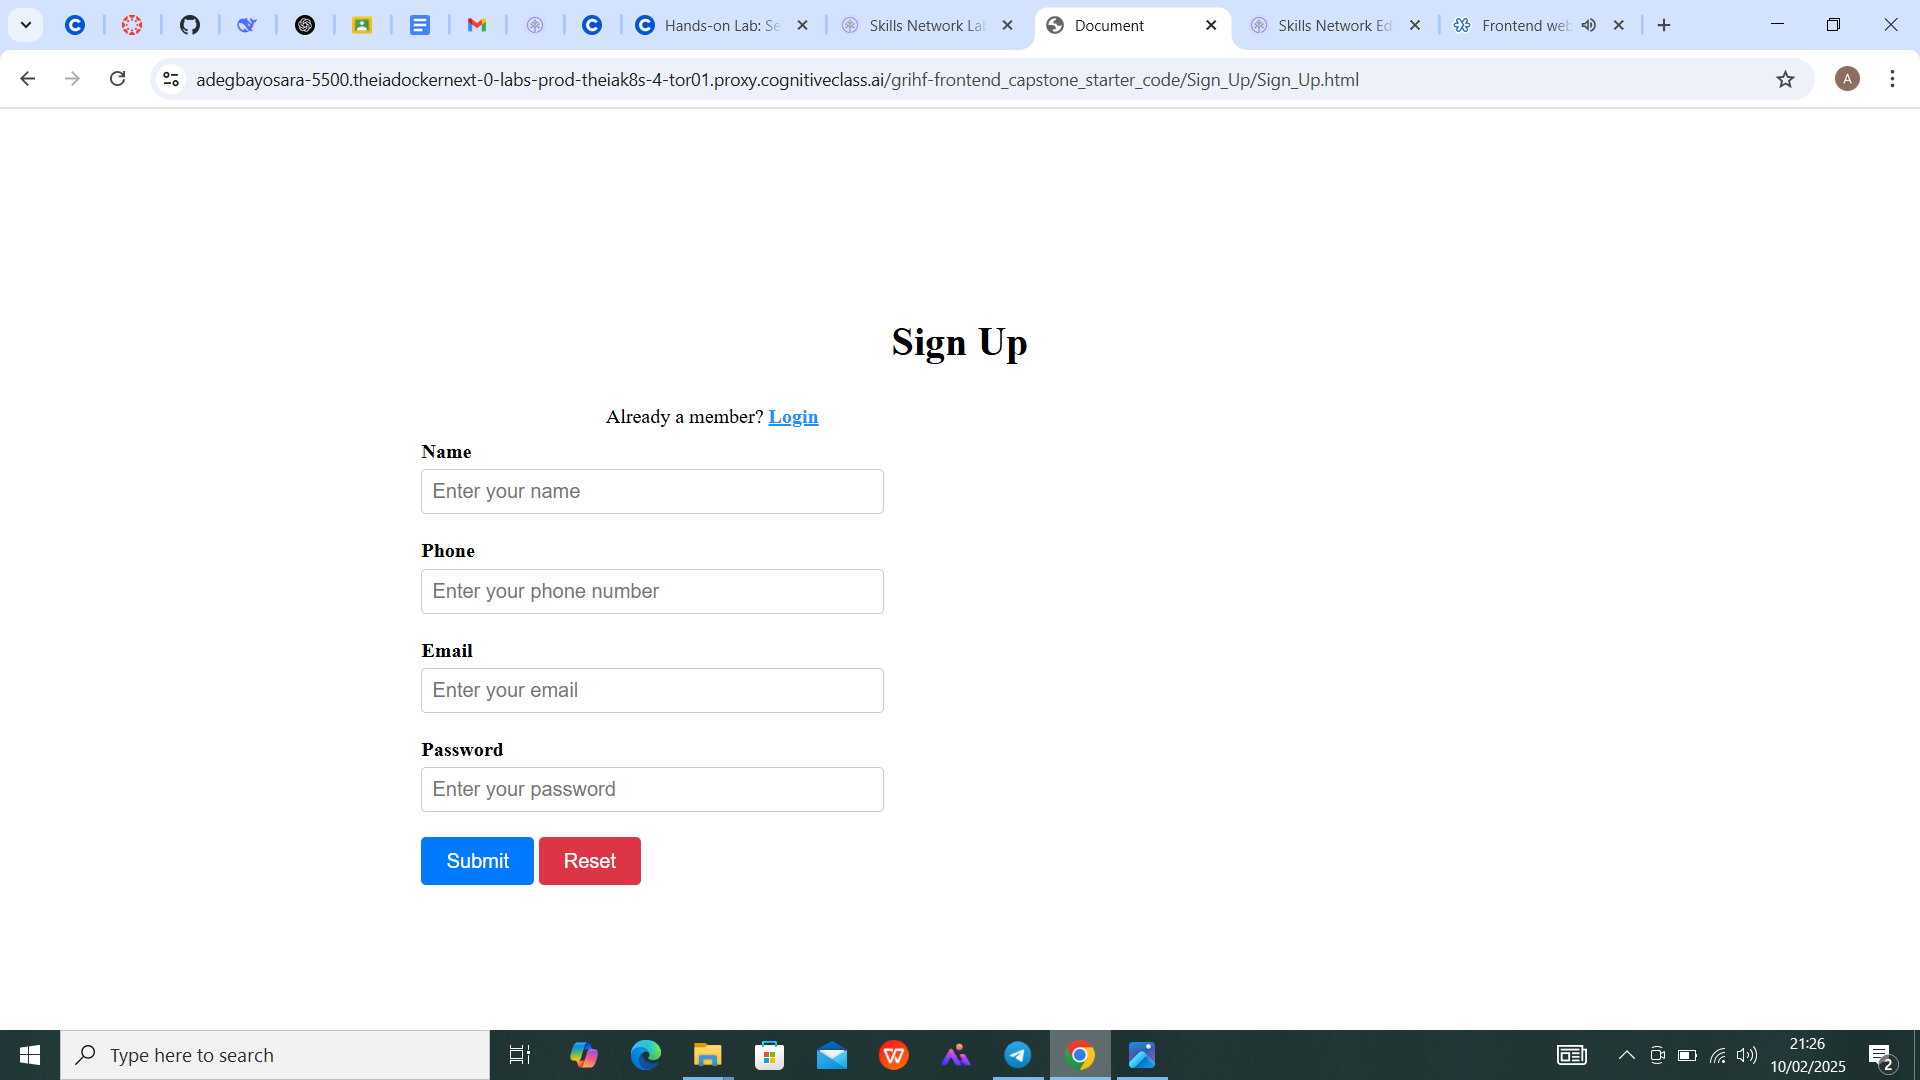 Hands-on Lab: Se
Skills Network La
Document
Skills Network Ed
Frontend web
adegbayosara-5500.theiadockernext-0-labs-prod-theiak8s-4-tor01.proxy.cognitiveclass.ai/grihf-frontend_capstone_starter_code/Sign_Up/Sign_Up.html
A
Sign Up
Already a member? Login
Name
Enter your name
Phone
Enter your phone number
Email
Enter your email
Password
Enter your password
Submit Reset
Type here to search
21:26
10/02/2025
2